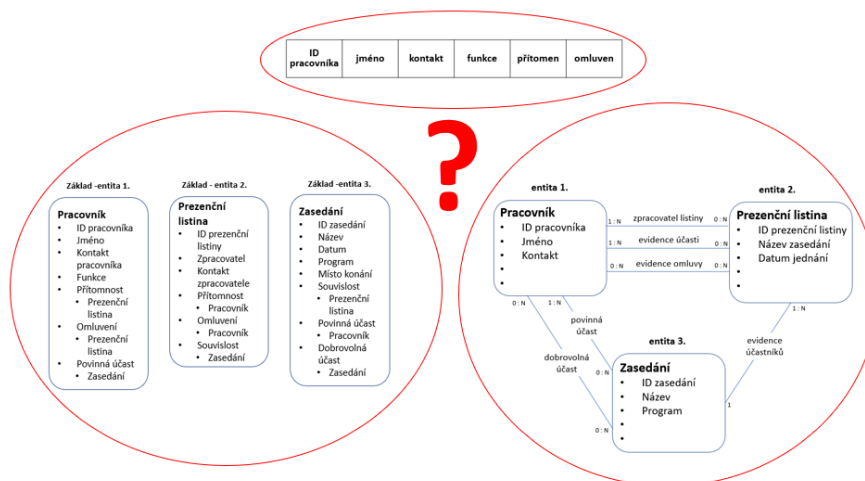 ID
pracovníka
jméno
kontakt
funkce
přítomen
omluven
?
Základ -entita 1.
Pracovník
• ID pracovníka
• Jméno
• Kontakt
pracovníka
• Funkce
• Přítomnost
• Prezenční
listina
• Omluvení
• Prezenční
listina
• Povinná účast
• Zasedání
Základ - entita 2.
Prezenční
listina
• ID prezenční
listiny
• Zpracovatel
• Kontakt
zpracovatele
• Přítomnost
• Pracovník
• Omluvení
• Pracovník
• Souvislost
• Zasedání
Základ -entita 3.
Zasedání
• ID zasedání
• Název
• Datum
• Program
• Místo konání
• Souvislost
• Prezenční
listina
• Povinná účast
• Pracovník
• Dobrovolná
účast
• Zasedání
entita 1.
Pracovník
• ID pracovníka
• Jméno
• Kontakt
•
•
entita 2.
Prezenční listina
• ID prezenční listiny
• Název zasedání
• Datum jednání
•
•
1 : N zpracovatel listiny 0 : N
1 : N evidence účasti 0 : N
0 : N evidence omluvy 0 : N
0 : N
1 : N
1 : N
povinná
účast
dobrovolná
účast
evidence
účastníků
entita 3.
Zasedání
• ID zasedání
• Název
• Program
•
•
0 : N
0 : N
1